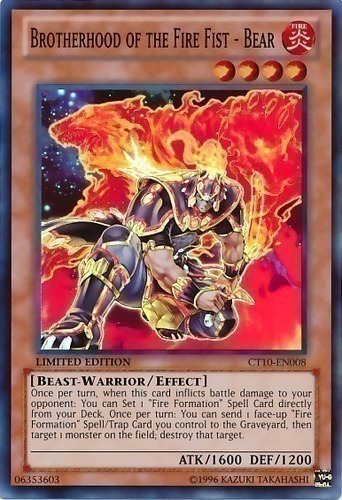 BROTHERHOOD OF THE FIRE FIST - BEAR
FIRE
炎
LIMITED EDITION
CT10-EN008
[BEAST-WARRIOR/EFFECT]
Once per turn, when this card inflicts battle damage to your
opponent: You can Set 1 "Fire Formation" Spell Card directly
from your Deck. Once per turn: You can send 1 face-up "Fire
Formation" Spell/Trap Card you control to the Graveyard, then
target 1 monster on the field; destroy that target.
ATK/1600 DEF/1200
06353603
©1996 KAZUKI TAKAHASHI